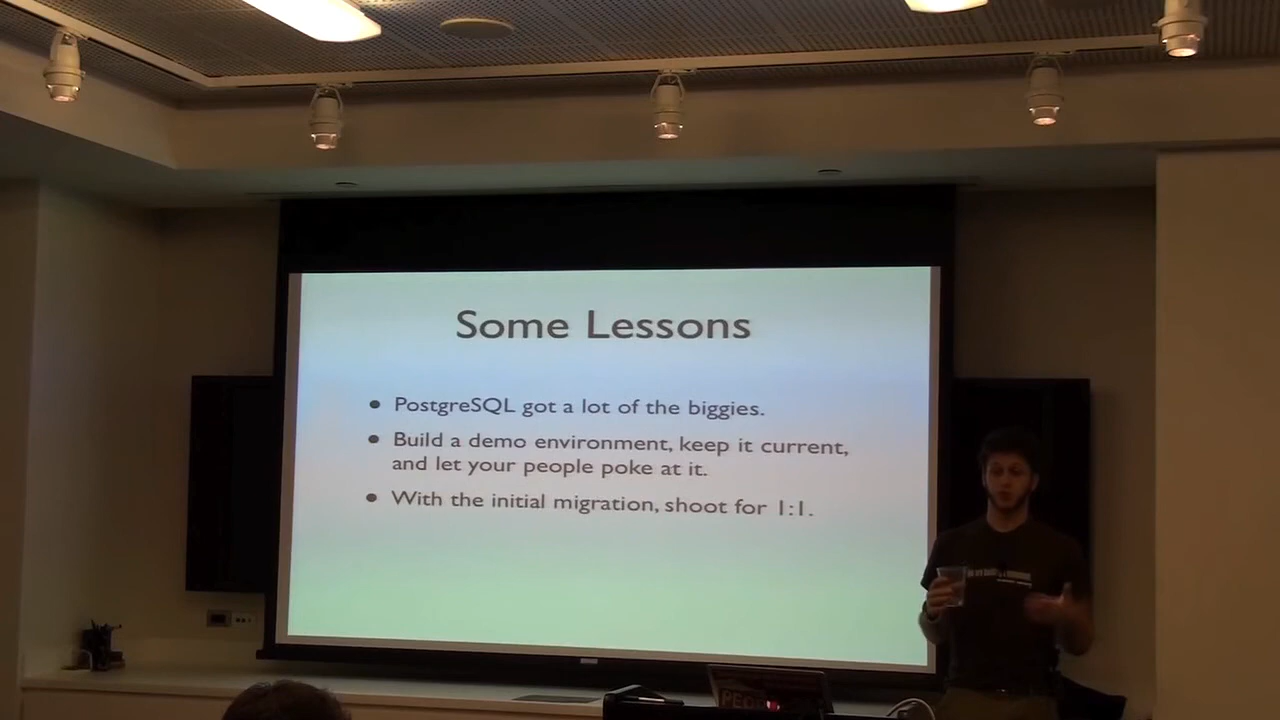 Some Lessons
• PostgreSQL got a lot of the biggies.
• Build a demo environment, keep it current,
and let your people poke at it.
• With the initial migration, shoot for 1:1.